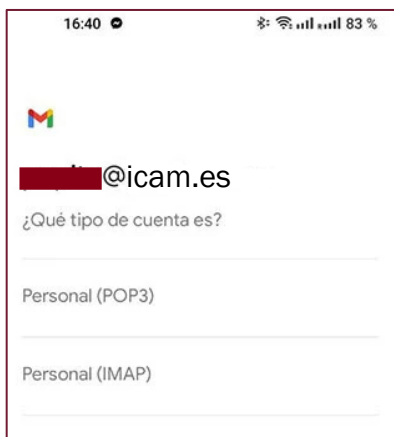 16:40 83 %
@icam.es
¿Qué tipo de cuenta es?
Personal (POP3)
Personal (IMAP)